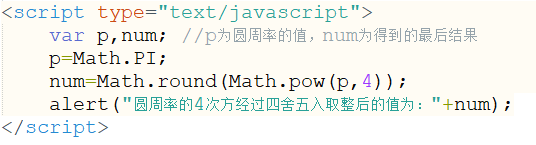 <script type="text/javascript">
var p,num; //p为圆周率的值，num为得到的最后结果
p=Math.PI;
num=Math.round(Math.pow(p,4));
alert("圆周率的4次方经过四舍五入取整后的值为："+num);
</script>